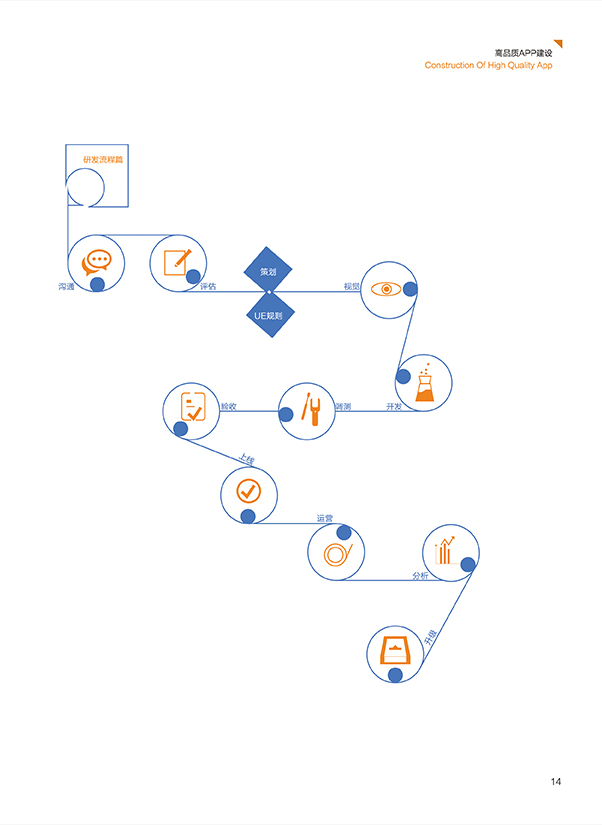 高品质APP建设
Construction Of High Quality App
研发流程篇
沟通
评估
策划
UE规则
视觉
开发
调测
验收
上线
运营
分析
升级
14